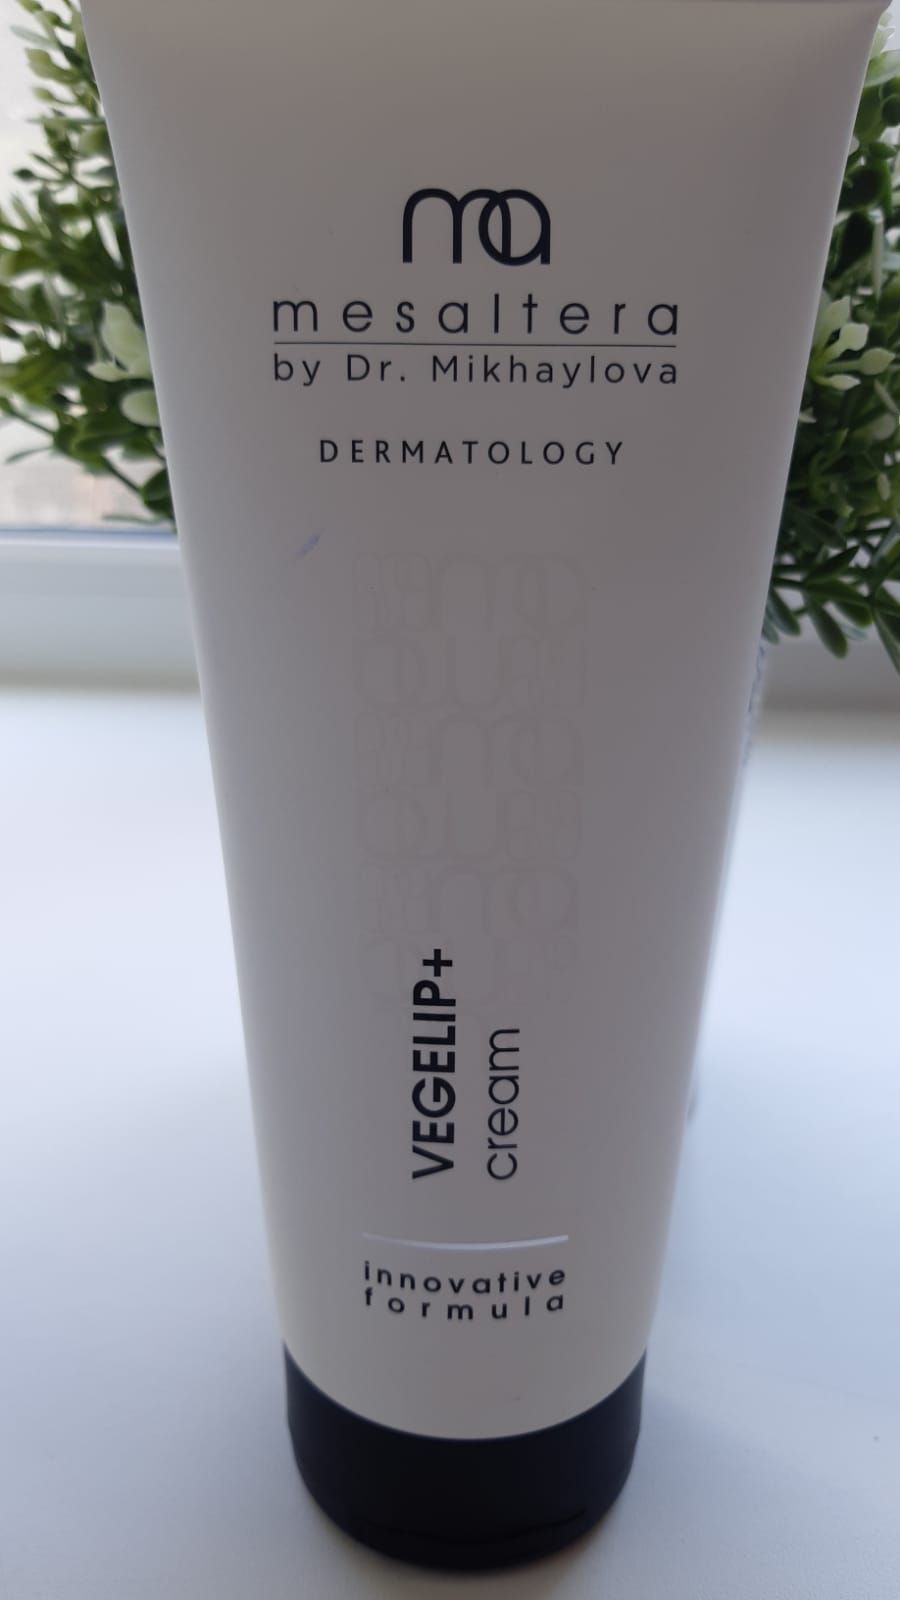 ma
mesaltera
by Dr. Mikhaylova
DERMATOLOGY
VEGELIP+
cream
innovative
formula